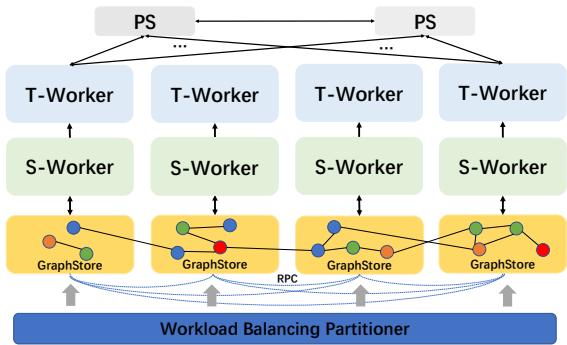 PS PS
... ...
T-Worker T-Worker T-Worker T-Worker
S-Worker S-Worker S-Worker S-Worker
GraphStore GraphStore GraphStore GraphStore
RPC
Workload Balancing Partitioner